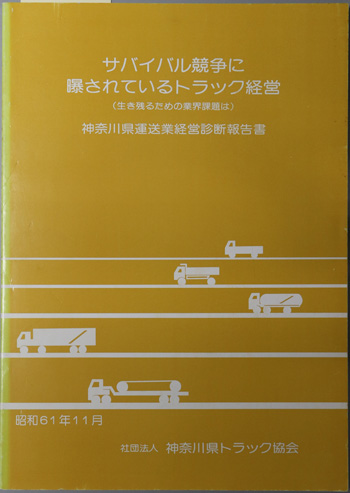 サバイバル競争に
曝されているトラック経営
（生き残るための業界課題は）
神奈川県運送業経営診断報告書
昭和61年11月
社団法人 神奈川県トラック協会